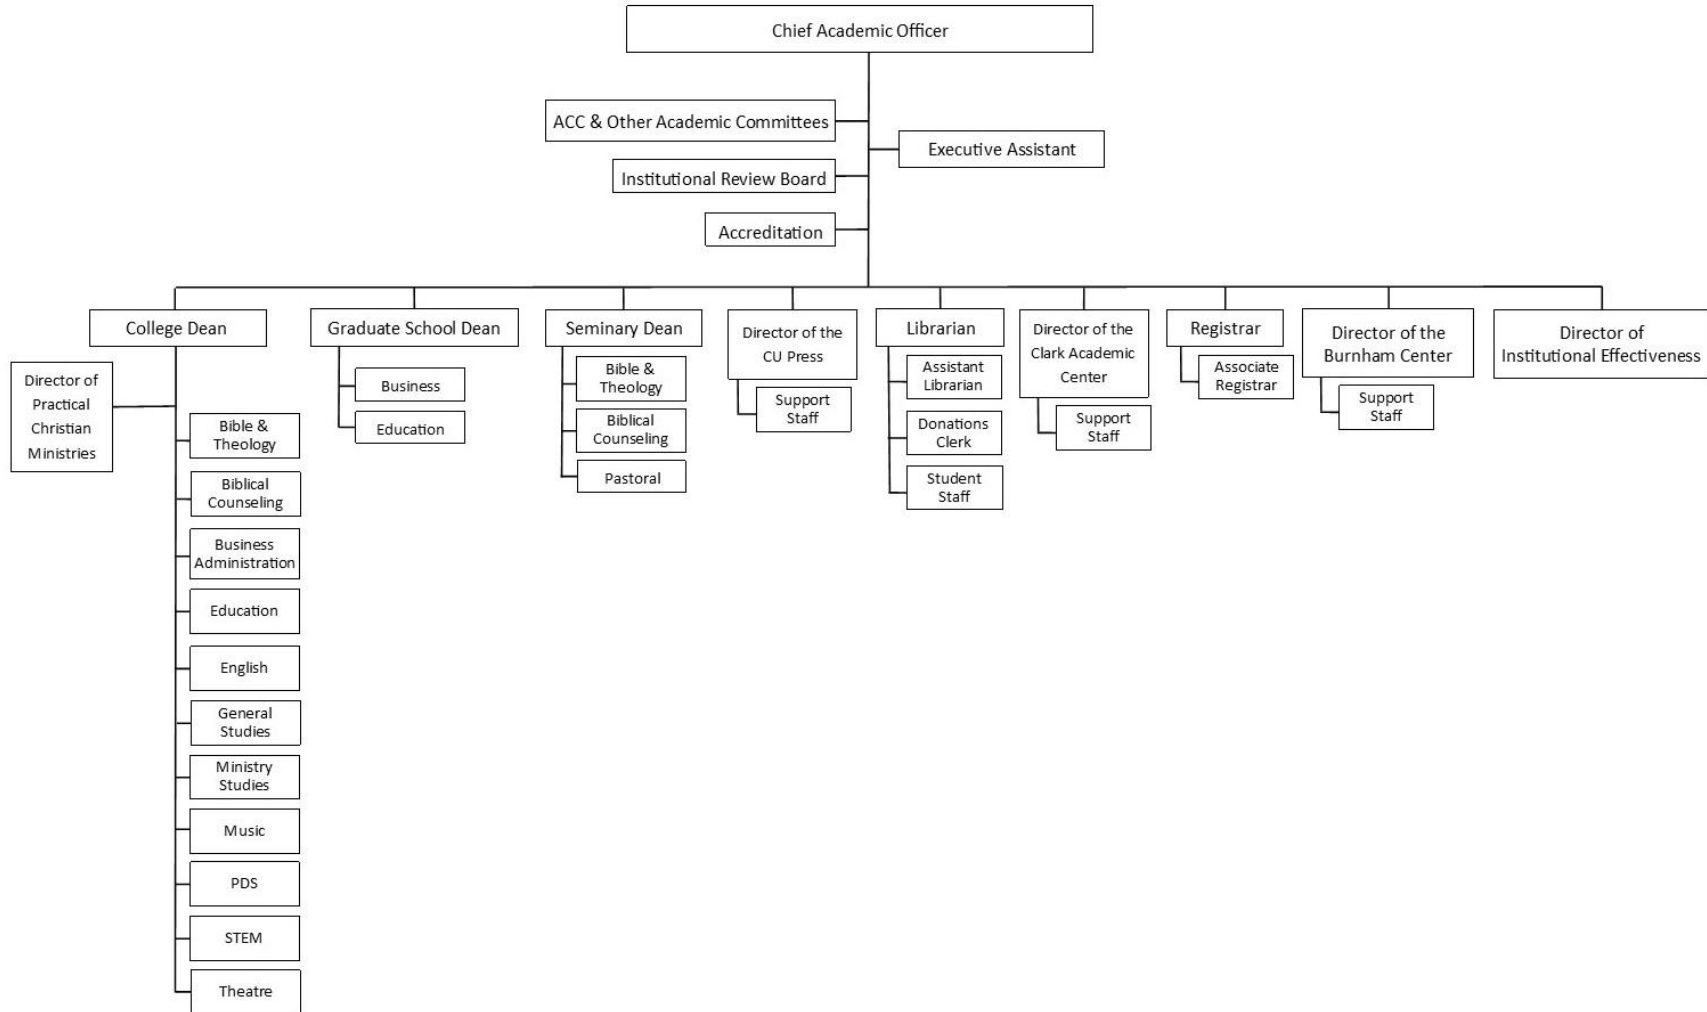 Chief Academic Officer
ACC & Other Academic Committees
Executive Assistant
Institutional Review Board
Accreditation
College Dean
Director of
Practical
Christian
Ministries
Bible &
Theology
Biblical
Counseling
Business
Administration
Education
English
General
Studies
Ministry
Studies
Music
PDS
STEM
Theatre
Graduate School Dean
Business
Education
Seminary Dean
Bible &
Theology
Biblical
Counseling
Pastoral
Director of the
CU Press
Support
Staff
Librarian
Assistant
Librarian
Donations
Clerk
Student
Staff
Director of the
Clark Academic
Center
Support
Staff
Registrar
Associate
Registrar
Director of the
Burnham Center
Support
Staff
Director of
Institutional Effectiveness